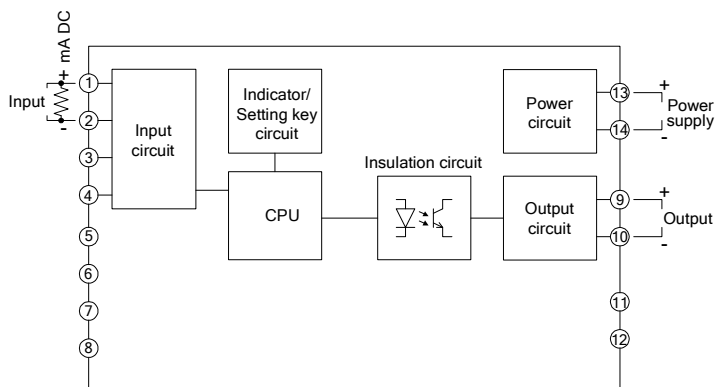 mA DC
+
Input
-
1
2
3
4
5
6
7
8
Input
circuit
Indicator/
Setting key
circuit
CPU
Insulation circuit
Power
circuit
Output
circuit
13
14
+
Power
supply
-
9
10
+
Output
-
11
12